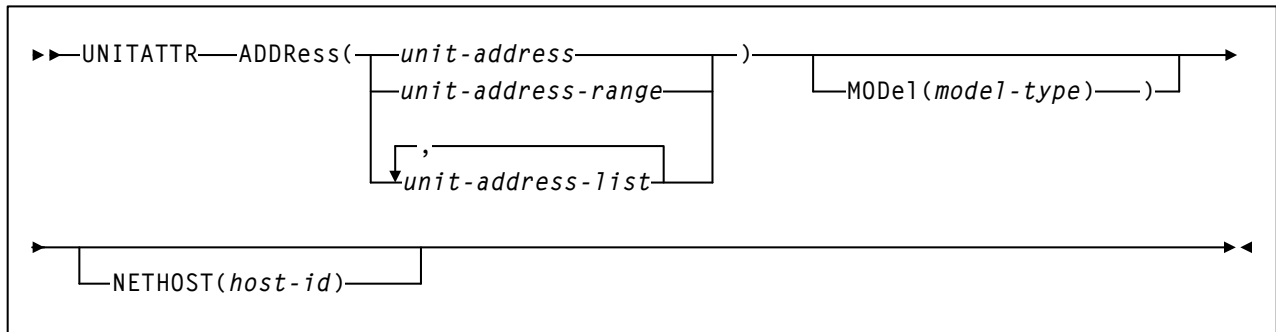 UNITATTR ADDRess( unit-address )
unit-address-range MODel(model-type) )
,
unit-address-list
NETHOST(host-id)